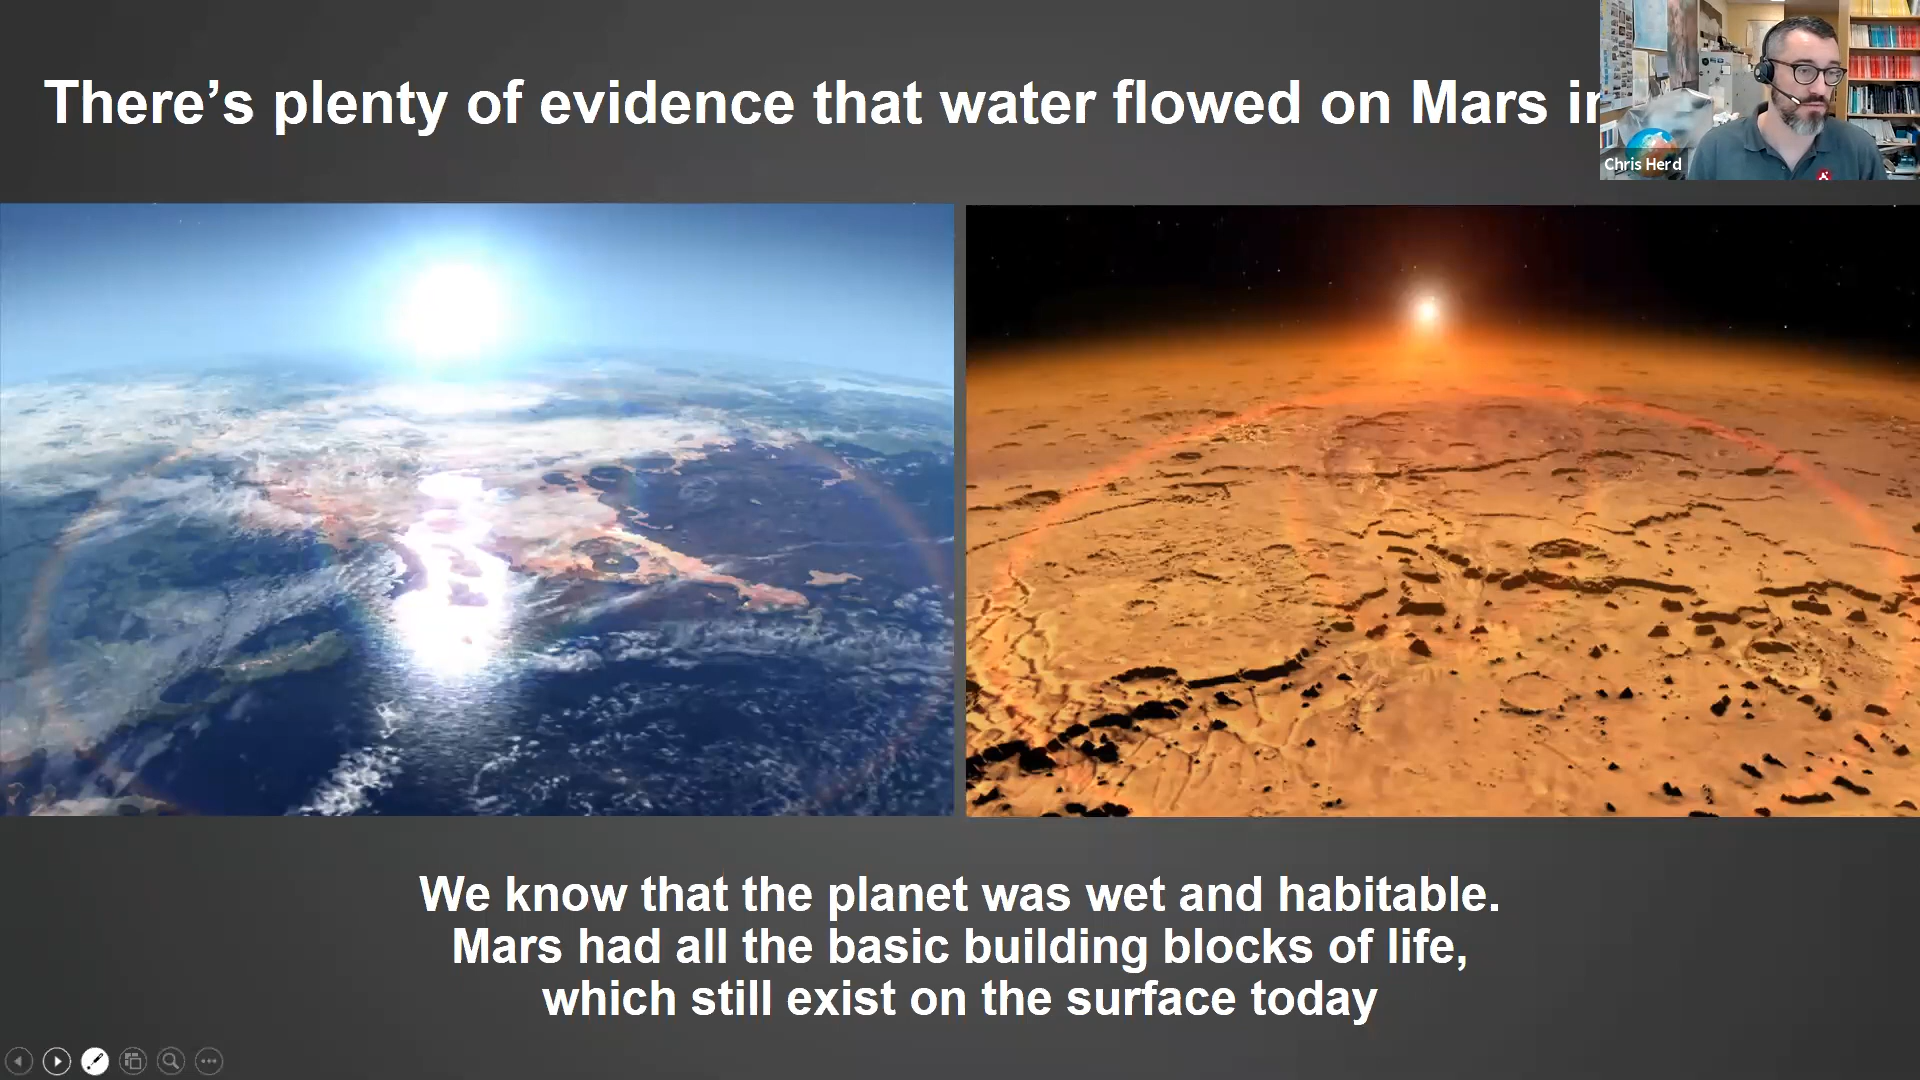 There’s plenty of evidence that water flowed on Mars in
Chris Herd
We know that the planet was wet and habitable.
Mars had all the basic building blocks of life,
which still exist on the surface today